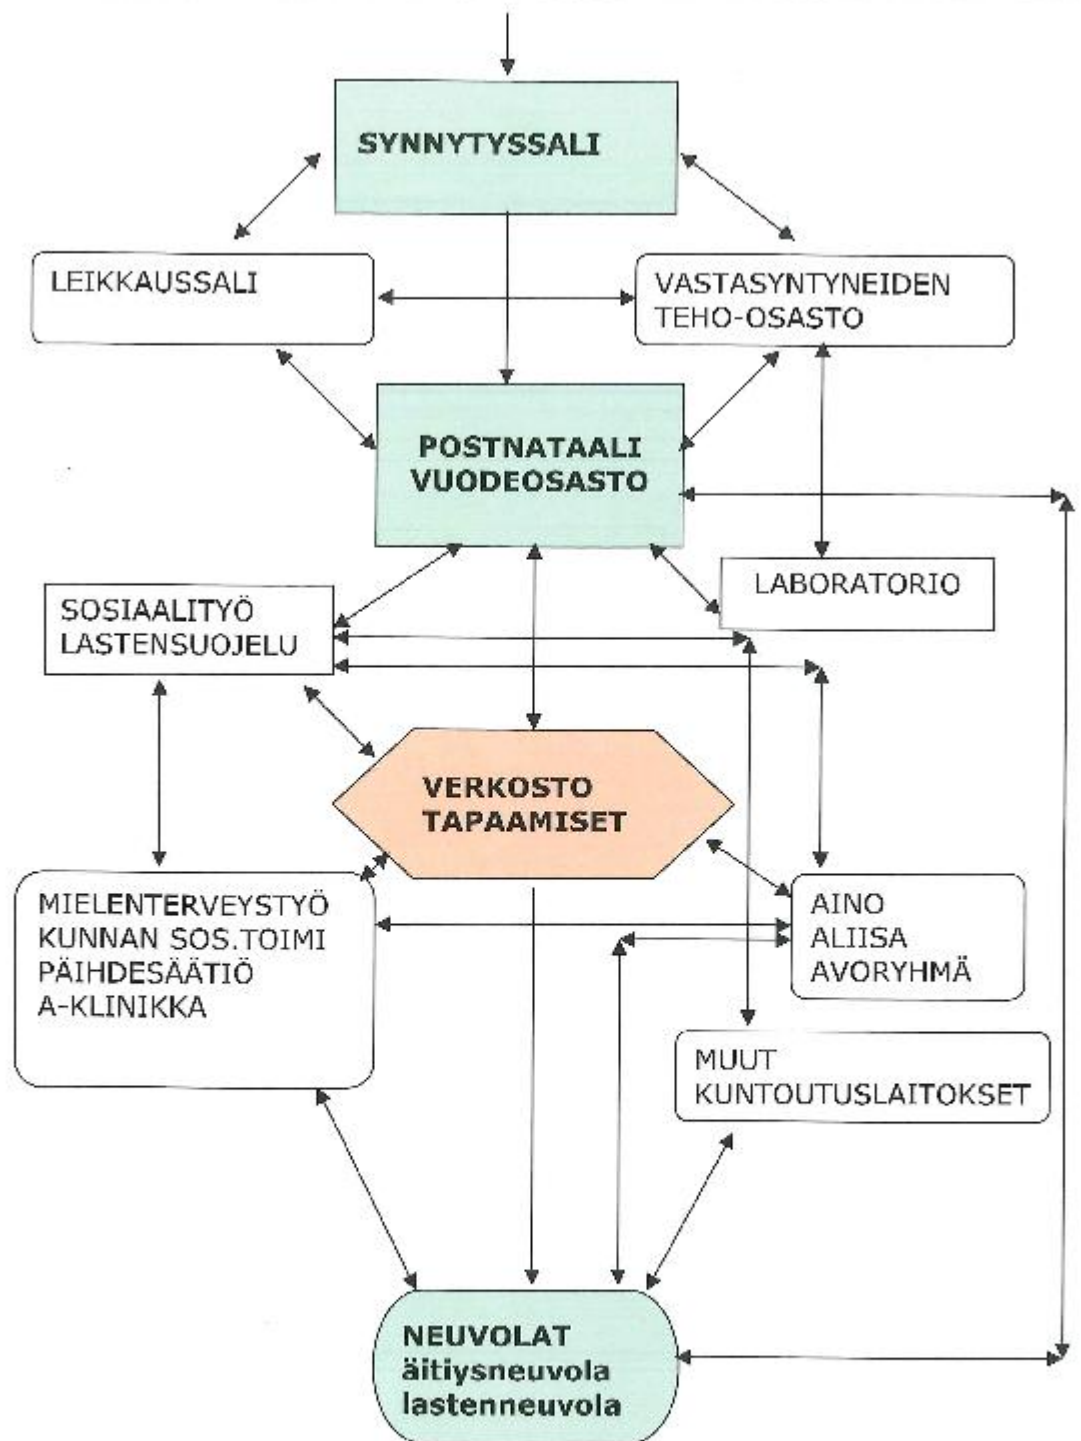 SYNNYTYSSALI
LEIKKAUSSALI
VASTASYNTYNEIDEN
TEHO-OSASTO
POSTNATAALI
VUODEOSASTO
LABORATORIO
SOSIAALITYÖ
LASTENSUOJELU
VERKOSTO
TAPAAMISET
MIELENTERVEYSTYÖ
KUNNAN SOS.TOIMI
PÄIHDESÄÄTIÖ
A-KLINIKKA
AINO
ALIISA
AVORYHMÄ
MUUT
KUNTOUTUSLAITOKSET
NEUVOLAT
äitiysneuvola
lastenneuvola